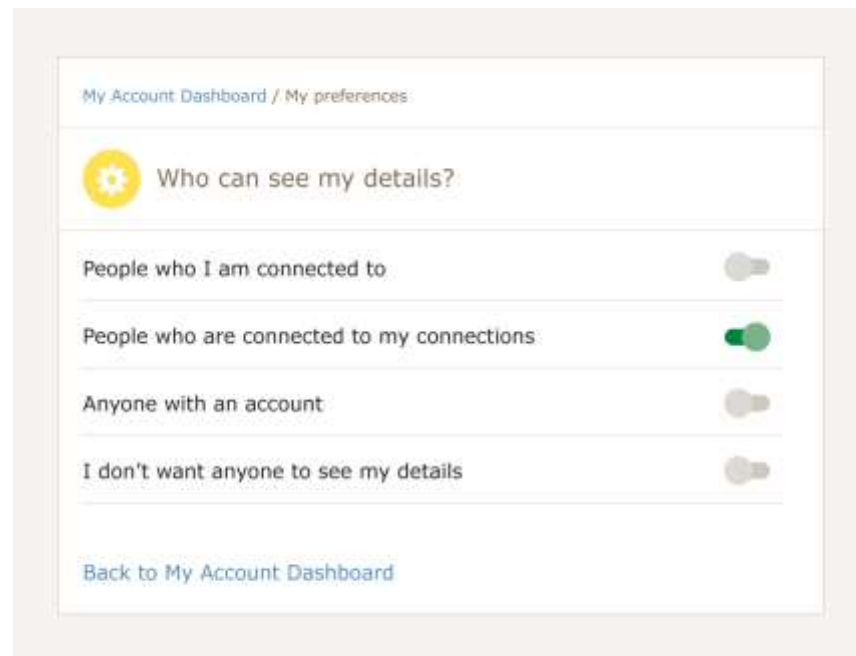 My Account Dashboard / My preferences
Who can see my details?
People who I am connected to
People who are connected to my connections
Anyone with an account
I don't want anyone to see my details
Back to My Account Dashboard